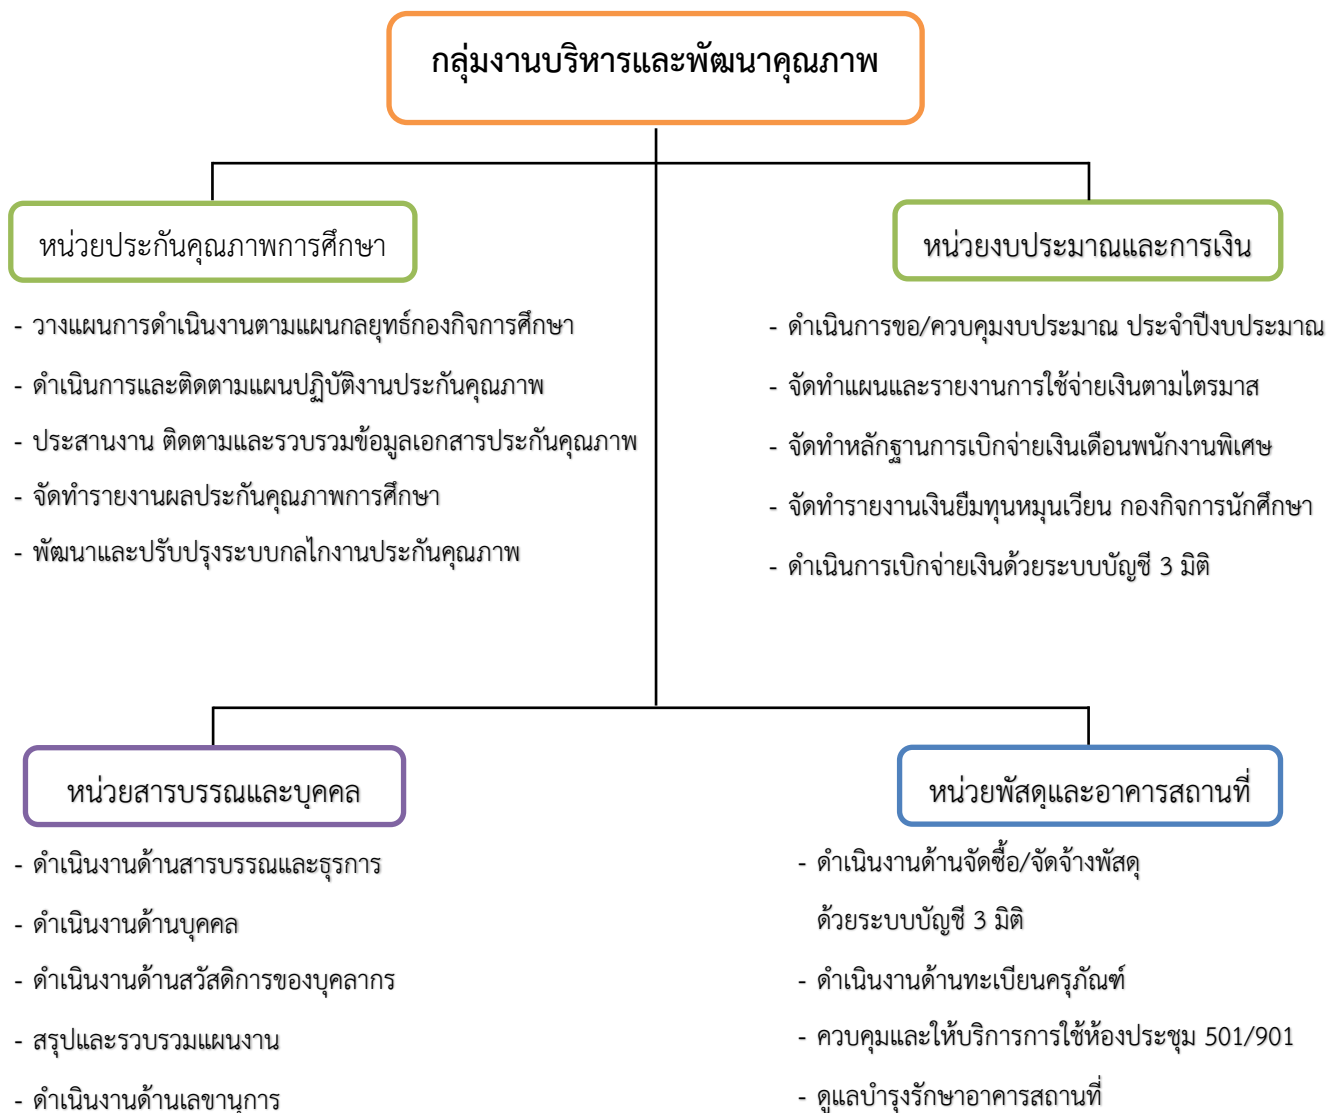 กลุ่มงานบริหารและพัฒนาคุณภาพ
หน่วยประกันคุณภาพการศึกษา
- วางแผนการดำเนินงานตามแผนกลยุทธ์กองกิจการศึกษา
- ดำเนินการและติดตามแผนปฏิบัติงานประกันคุณภาพ
- ประสานงาน ติดตามและรวบรวมข้อมูลเอกสารประกันคุณภาพ
- จัดทำรายงานผลประกันคุณภาพการศึกษา
- พัฒนาและปรับปรุงระบบกลไกงานประกันคุณภาพ
หน่วยงบประมาณและการเงิน
- ดำเนินการขอ/ควบคุมงบประมาณ ประจำปีงบประมาณ
- จัดทำแผนและรายงานการใช้จ่ายเงินตามไตรมาส
- จัดทำหลักฐานการเบิกจ่ายเงินเดือนพนักงานพิเศษ
- จัดทำรายงานเงินยืมทุนหมุนเวียน กองกิจการนักศึกษา
- ดำเนินการเบิกจ่ายเงินด้วยระบบบัญชี 3 มิติ
หน่วยสารบรรณและบุคคล
- ดำเนินงานด้านสารบรรณและธุรการ
- ดำเนินงานด้านบุคคล
- ดำเนินงานด้านสวัสดิการของบุคลากร
- สรุปและรวบรวมแผนงาน
- ดำเนินงานด้านเลขานุการ
หน่วยพัสดุและอาคารสถานที่
- ดำเนินงานด้านจัดซื้อ/จัดจ้างพัสดุ
ด้วยระบบบัญชี 3 มิติ
- ดำเนินงานด้านทะเบียนครุภัณฑ์
- ควบคุมและให้บริการการใช้ห้องประชุม 501/901
- ดูแลบำรุงรักษาอาคารสถานที่